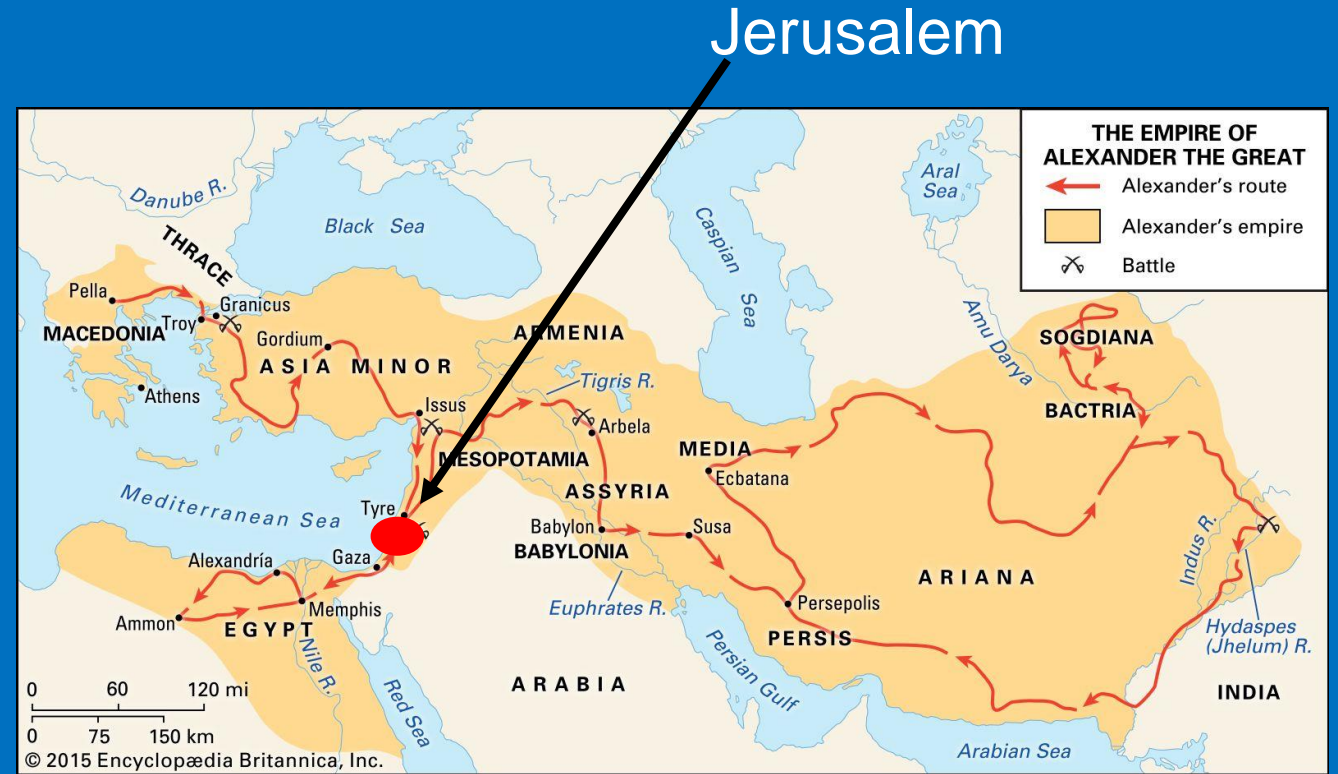 Jerusalem
THE EMPIRE OF
ALEXANDER THE GREAT
Alexander's route
Alexander's empire
Battle
Danube R.
Black Sea
Caspian
Sea
Aral
Sea
THRACE
Pella
Granicus
MACEDONIA
Troy
Gordium
ARMENIA
Amu Darya
SOGDIANA
ASIA MINOR
Tigris R.
Athens
Issus
BACTRIA
Arbela
MEDIA
MESOPOTAMIA
Ecbatana
ASSYRIA
Mediterranean Sea
Tyre
Babylon
Susa
BABYLONIA
Indus R.
Alexandría
Gaza
ARIANA
Euphrates R.
Persepolis
Memphis
Ammon
EGYPT
PERSIS
Hydaspes
(Jhelum) R.
Nile R.
Persian Gulf
Red Sea
ARABIA
INDIA
0 60 120 mi
0 75 150 km
Arabian Sea
© 2015 Encyclopædia Britannica, Inc.